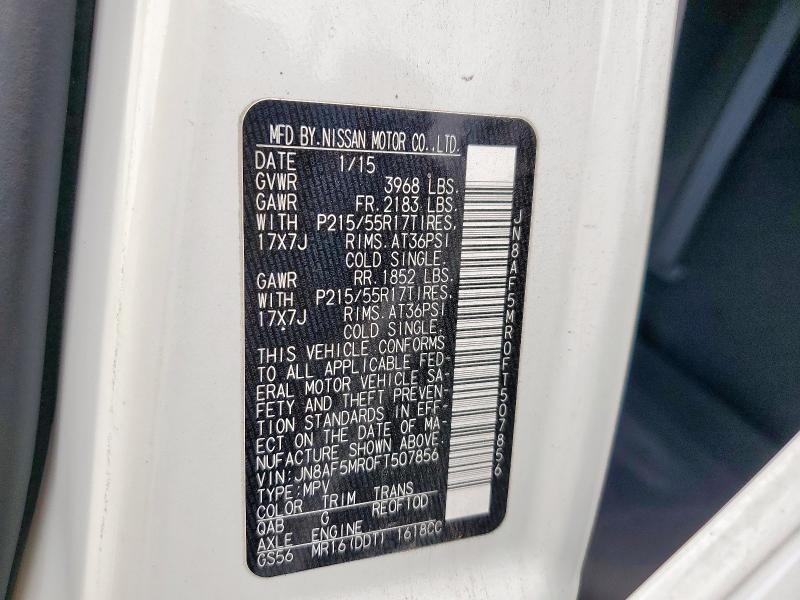 MFD BY. NISSAN MOTOR CO.,LTD.
DATE 1/15
GVWR 3968 LBS.
GAWR FR. 2183 LBS.
WITH P215/55R17TIRES.
17X7J RIMS. AT36PSI
COLD SINGLE.
GAWR RR. 1852 LBS.
WITH P215/55R17TIRES.
17X7J RIMS. AT36PSI
COLD SINGLE.
THIS VEHICLE CONFORMS
TO ALL APPLICABLE FED-
ERAL MOTOR VEHICLE SA-
FETY AND THEFT PREVEN-
TION STANDARDS IN EFF-
ECT ON THE DATE OF MA-
NUFACTURE SHOWN ABOVE.
VIN: JN8AF5MR0FT507856
TYPE: MPV
COLOR TRIM TRANS
QAB G RE0F10D
AXLE ENGINE
GS56 MR16(DDT) 1618CC
JN8AF5MR0FT507856